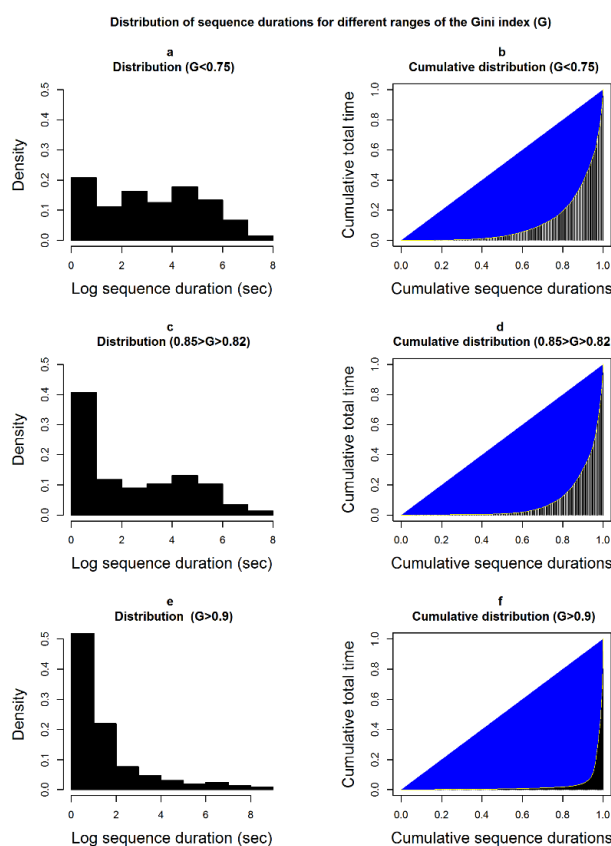 Distribution of sequence durations for different ranges of the Gini index (G)
a
Distribution (G<0.75)
Density
0.0 0.1 0.2 0.3 0.4 0.5
0 2 4 6 8
Log sequence duration (sec)
b
Cumulative distribution (G<0.75)
Cumulative total time
0.0 0.2 0.4 0.6 0.8 1.0
0.0 0.2 0.4 0.6 0.8 1.0
Cumulative sequence durations
c
Distribution (0.85>G>0.82)
Density
0.0 0.1 0.2 0.3 0.4 0.5
0 2 4 6 8
Log sequence duration (sec)
d
Cumulative distribution (0.85>G>0.82
Cumulative total time
0.0 0.2 0.4 0.6 0.8 1.0
0.0 0.2 0.4 0.6 0.8 1.0
Cumulative sequence durations
e
Distribution (G>0.9)
Density
0.0 0.1 0.2 0.3 0.4 0.5
0 2 4 6 8
Log sequence duration (sec)
f
Cumulative distribution (G>0.9)
Cumulative total time
0.0 0.2 0.4 0.6 0.8 1.0
0.0 0.2 0.4 0.6 0.8 1.0
Cumulative sequence durations